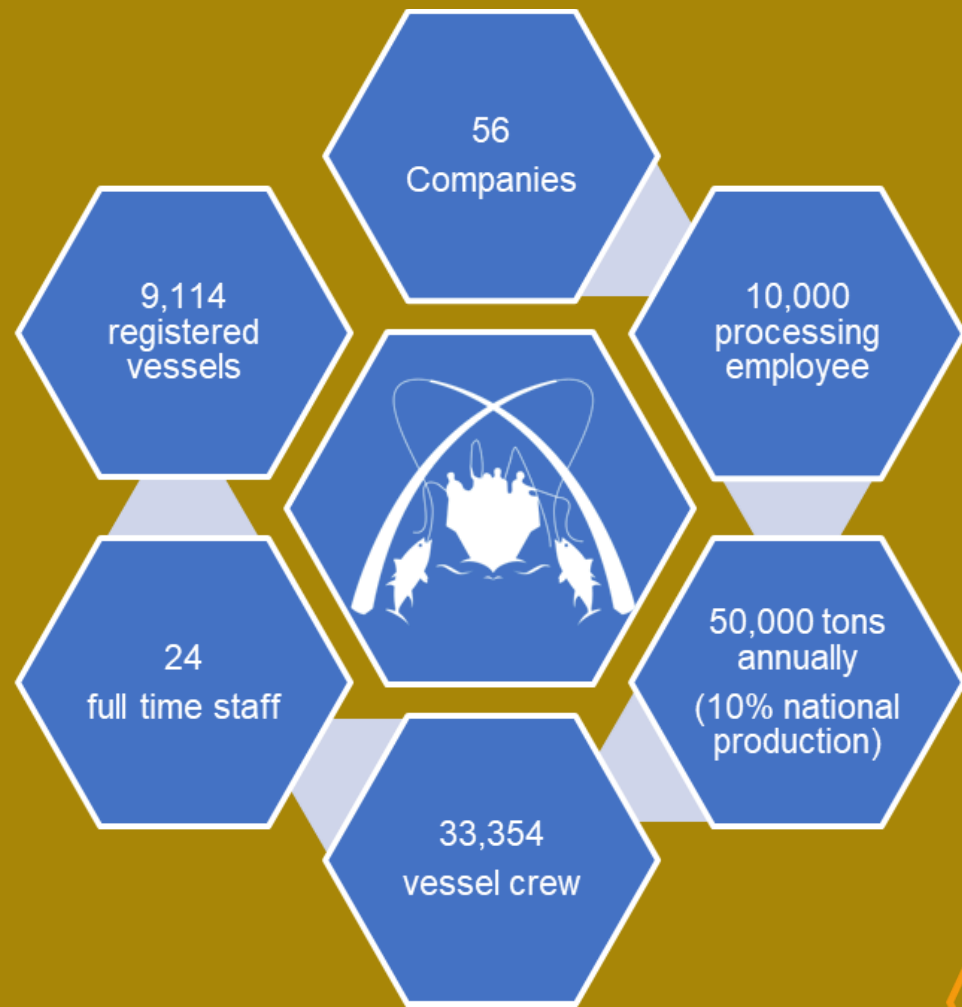 56
Companies
10,000
processing
employee
50,000 tons
annually
(10% national
production)
33,354
vessel crew
24
full time staff
9,114
registered
vessels